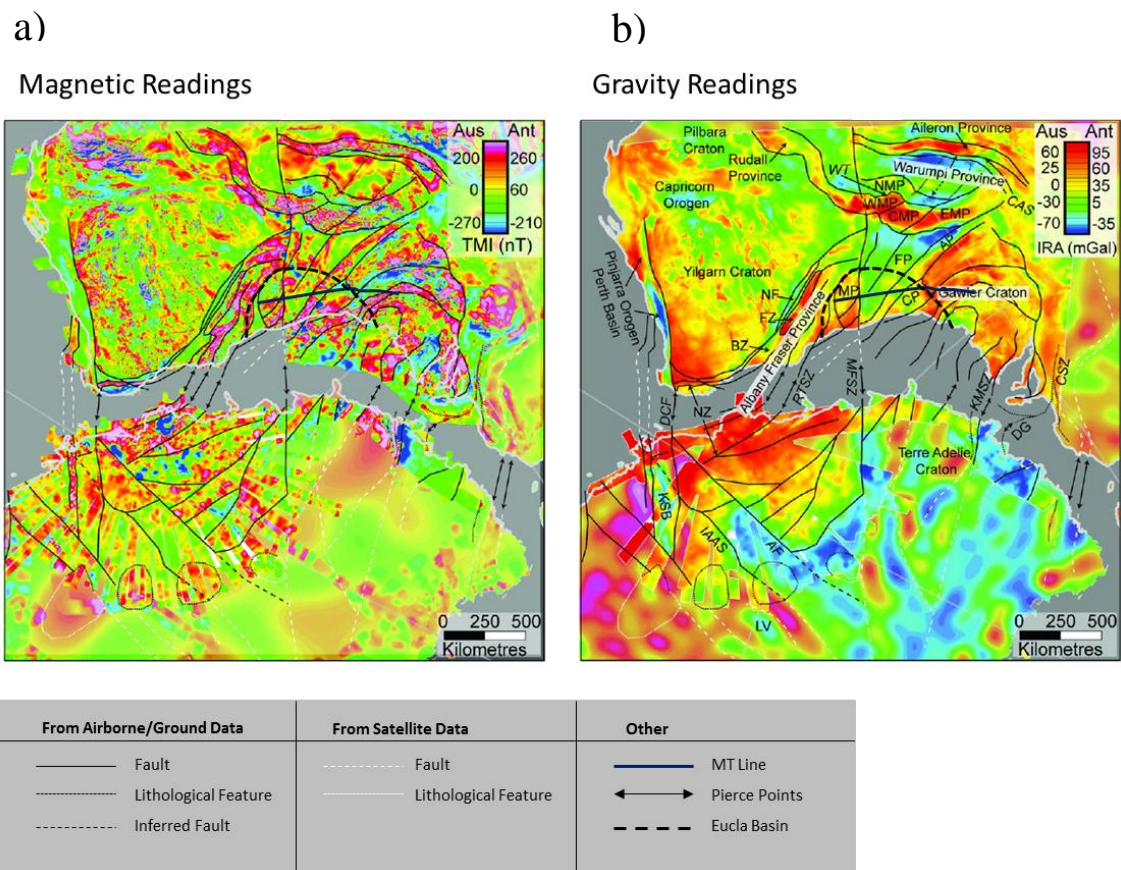 a)
b)
Magnetic Readings
Gravity Readings
Aus Ant
200 260
0 60
-270 -210
TMI (nT)
0 250 500
Kilometres
Aus Ant
60 95
35 60
0 35
-30 5
-70 -35
IRA (mGal)
Pilbara
Craton
Aileron Province
Rudall
Province
Warumpi Province
WT
Capricorn
Orogen
NMP
WMP
CMP
EMP
CAS
AP
FP
Pinjarra Orogen
Perth Basin
Yilgarn Craton
NF
MP
CP
Gawler Craton
FZ
BZ
Albany Fraser Province
DCF
NZ
RTSZ
MFSZ
KMSZ
CSZ
DG
Terre Adelie
Craton
KSB
IAAS
AF
LV
0 250 500
Kilometres
From Airborne/Ground Data
From Satellite Data
Other
Fault
Fault
MT Line
Lithological Feature
Lithological Feature
Pierce Points
Inferred Fault
Eucla Basin